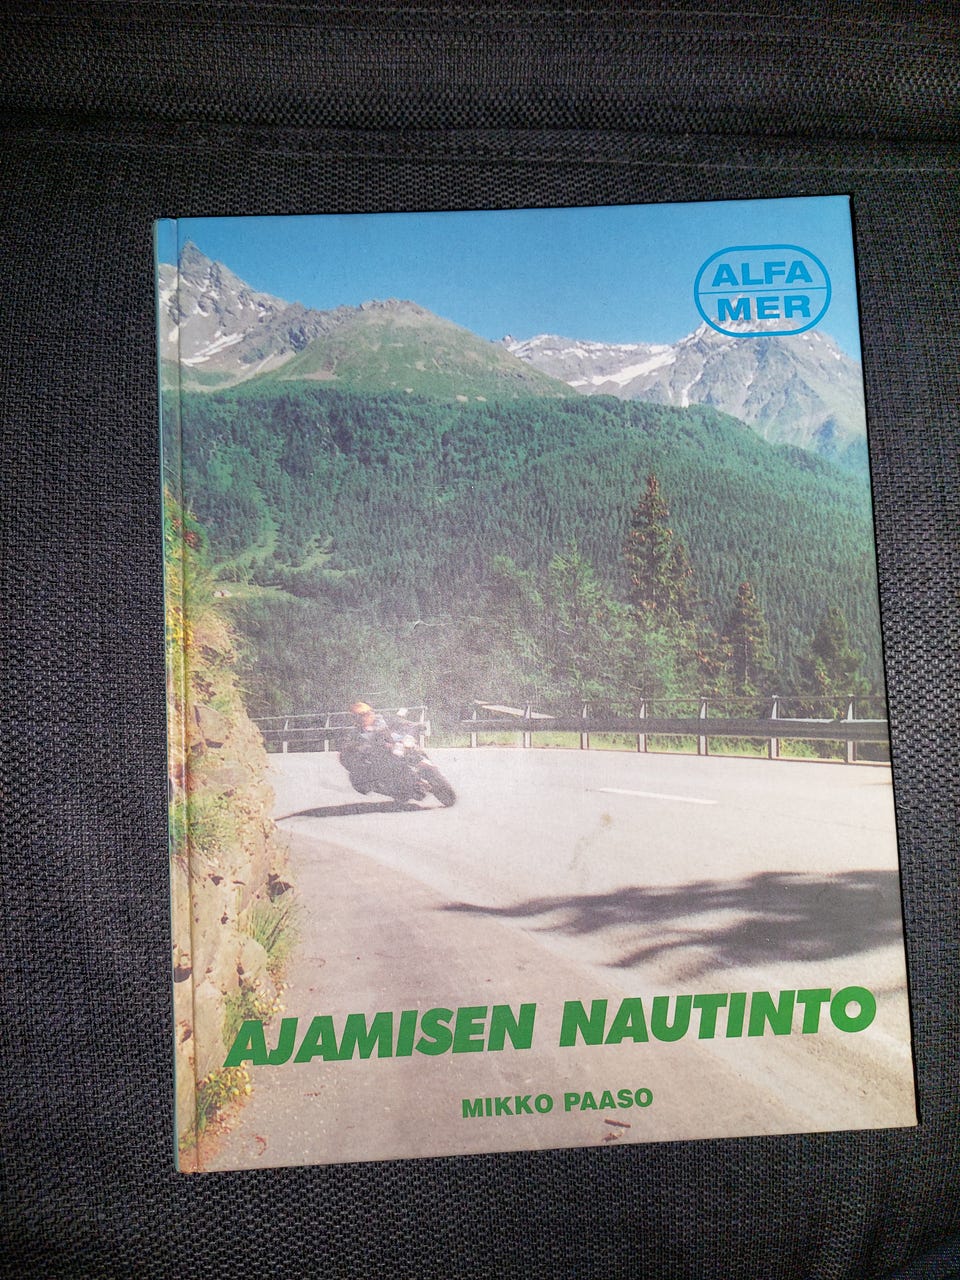 ALFA
MER
AJAMISEN NAUTINTO
MIKKO PAASO